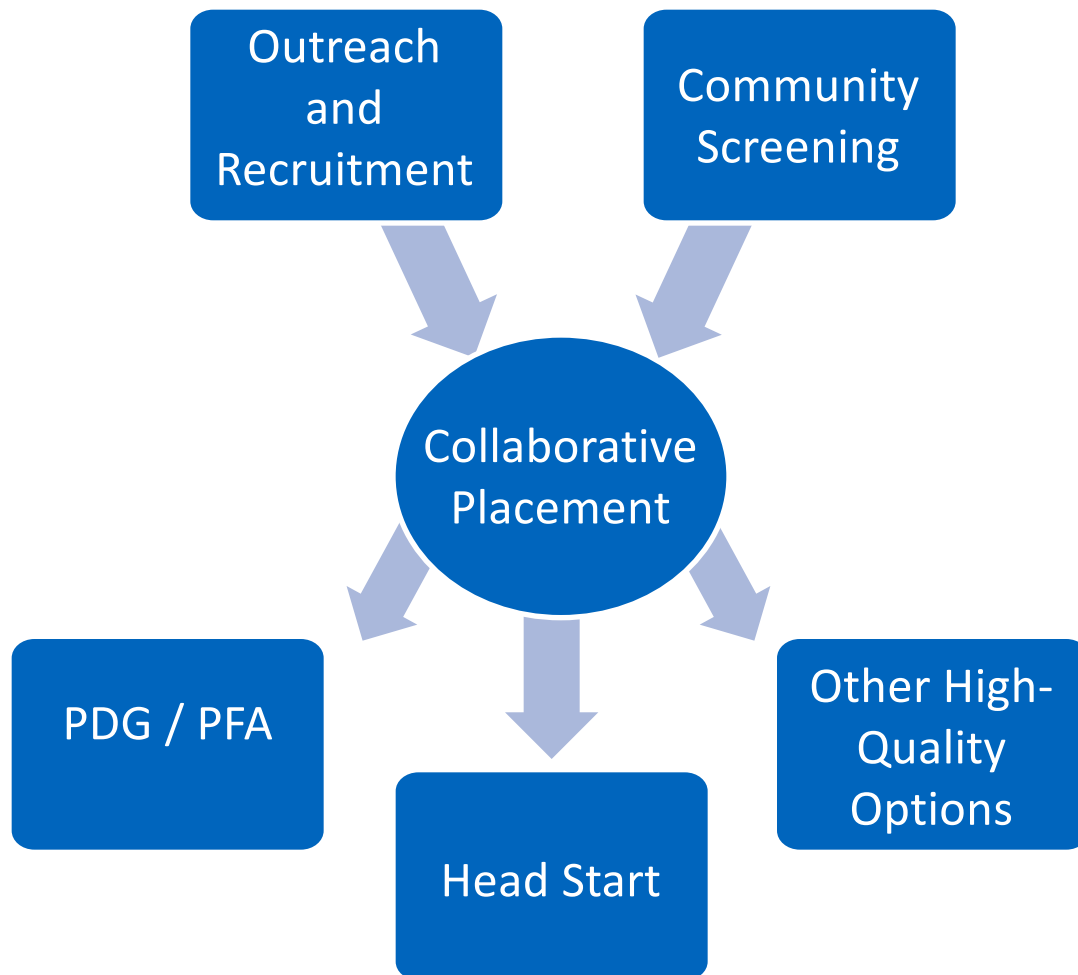 Outreach
and
Recruitment
Community
Screening
Collaborative
Placement
PDG / PFA
Head Start
Other High-
Quality
Options